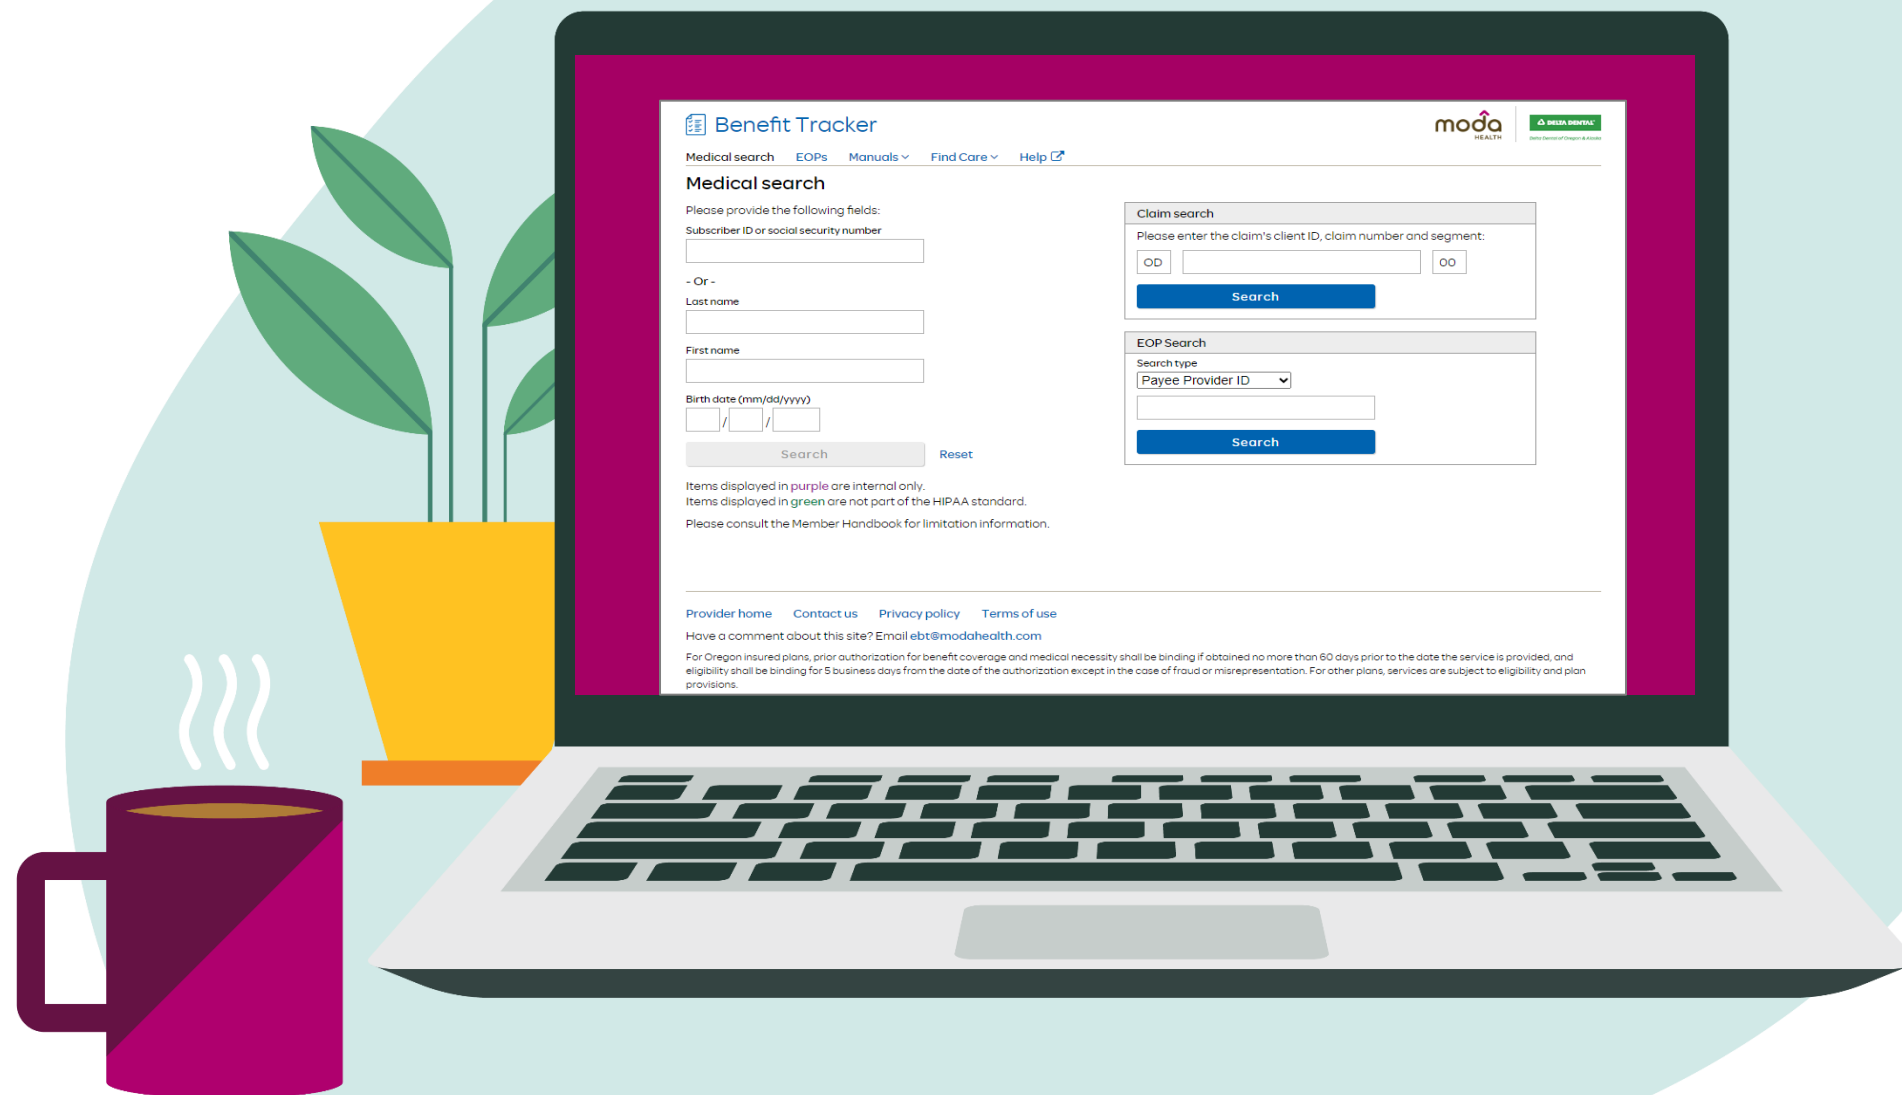 Benefit Tracker
moda
HEALTH
DELTA DENTAL
Delta Dental of Oregon & Alaska
Medical search EOPs Manuals Find Care Help
Medical search
Please provide the following fields:
Subscriber ID or social security number
- Or -
Last name
First name
Birth date (mm/dd/yyyy)
/ /
Search Reset
Items displayed in purple are internal only.
Items displayed in green are not part of the HIPAA standard.
Please consult the Member Handbook for limitation information.
Claim search
Please enter the claim's client ID, claim number and segment:
OD 00
Search
EOP Search
Search type
Payee Provider ID
Search
Provider home Contact us Privacy policy Terms of use
Have a comment about this site? Email ebt@modahealth.com
For Oregon insured plans, prior authorization for benefit coverage and medical necessity shall be binding if obtained no more than 60 days prior to the date the service is provided, and
eligibility shall be binding for 5 business days from the date of the authorization except in the case of fraud or misrepresentation. For other plans, services are subject to eligibility and plan
provisions.